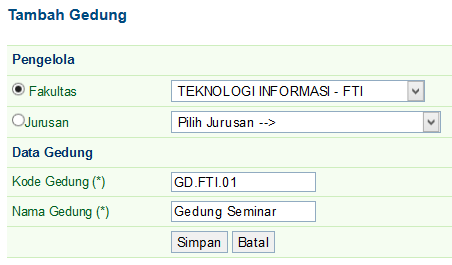 Tambah Gedung
Pengelola
Fakultas TEKNOLOGI INFORMASI - FTI
Jurusan Pilih Jurusan -->
Data Gedung
Kode Gedung (*) GD.FTI.01
Nama Gedung (*) Gedung Seminar
Simpan Batal